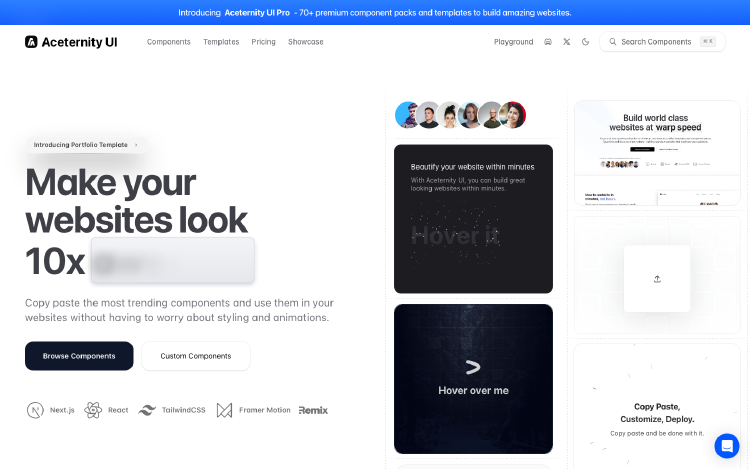 Introducing Aceternity UI Pro - 70+ premium component packs and templates to build amazing websites.
Aceternity UI
Components
Templates
Pricing
Showcase
Playground
Search Components
⌘ K
Introducing Portfolio Template
Make your
websites look
10x
Copy paste the most trending components and use them in your
websites without having to worry about styling and animations.
Browse Components
Custom Components
Next.js
React
TailwindCSS
Framer Motion
Remix
Beautify your website within minutes
With Aceternity UI, you can build great
looking websites within minutes.
Hover it
>
Hover over me
Build world class
websites at warp speed
Copy Paste,
Customize, Deploy.
Copy paste and be done with it.